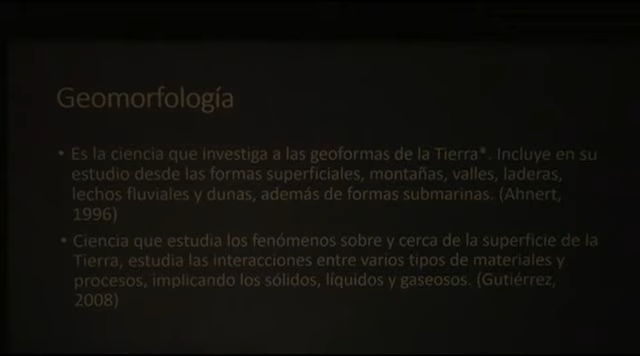 Geomorfología
• Es la ciencia que investiga a las geoformas de la Tierra*. Incluye en su
estudio desde las formas superficiales, montañas, valles, laderas,
lechos fluviales y dunas, además de formas submarinas. (Ahnert,
1996)
• Ciencia que estudia los fenómenos sobre y cerca de la superficie de la
Tierra, estudia las interacciones entre varios tipos de materiales y
procesos, implicando los sólidos, líquidos y gaseosos. (Gutiérrez,
2008)